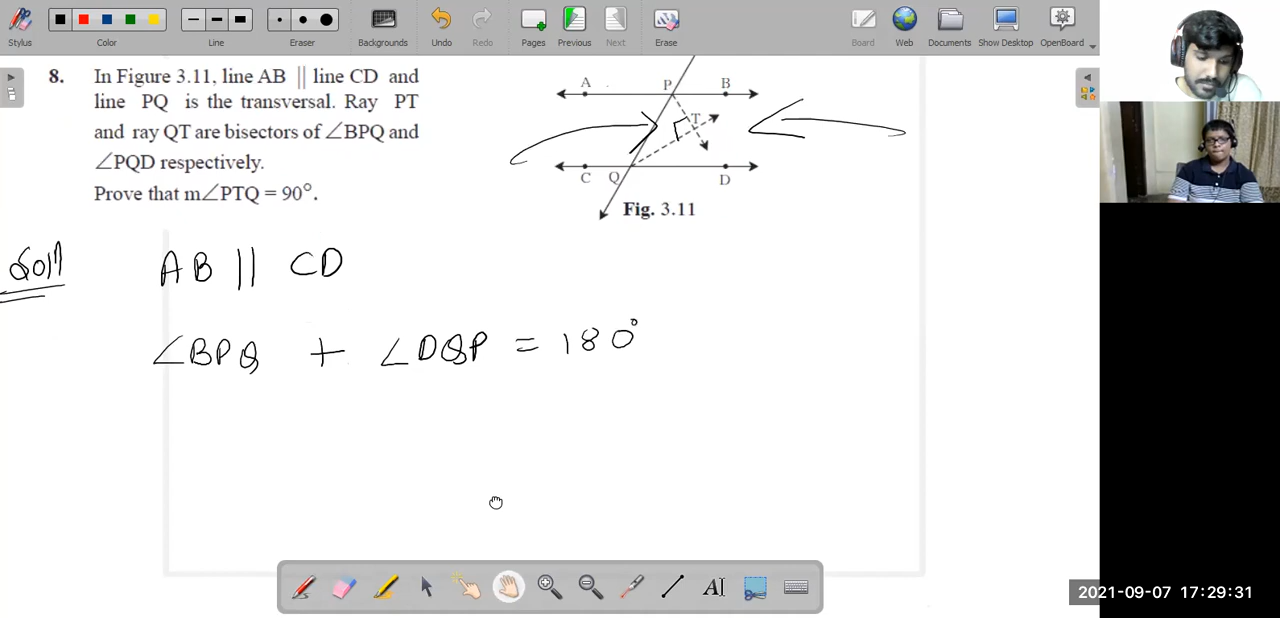 Stylus
Color
Line
Eraser
Backgrounds
Undo
Redo
Pages
Previous
Next
Erase
Board
Web
Documents
Show Desktop
OpenBoard
8. In Figure 3.11, line AB || line CD and
line PQ is the transversal. Ray PT
and ray QT are bisectors of ∠BPQ and
∠PQD respectively.
Prove that m∠PTQ = 90°.
A P B
T
C Q D
Fig. 3.11
Soln
AB || CD
∠BPQ + ∠DQP = 180°
2021-09-07 17:29:31